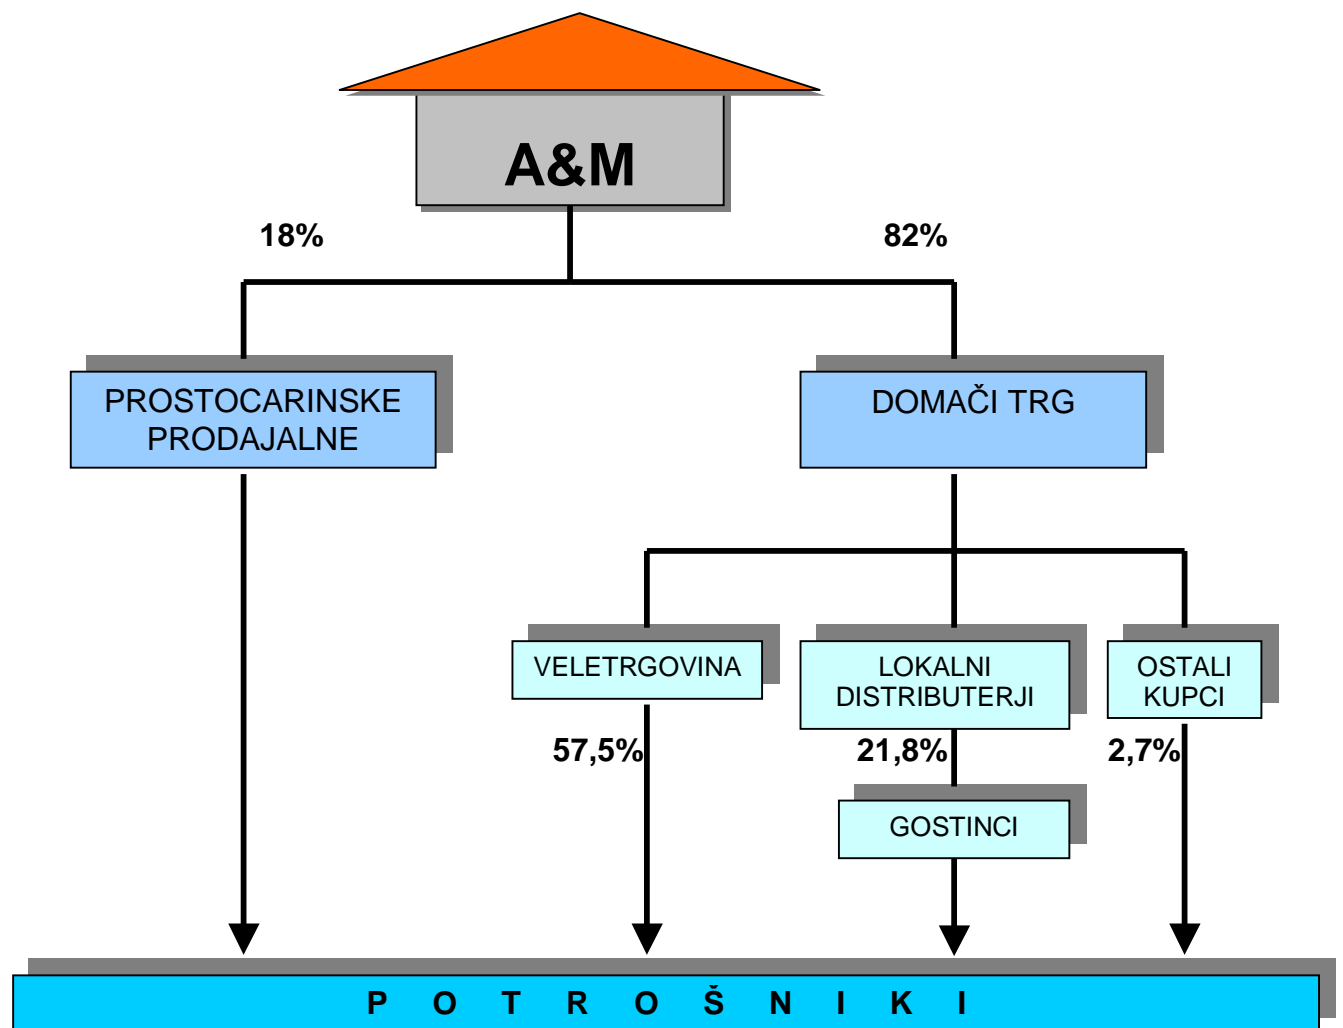 A&M
18%
82%
PROSTOCARINSKE
PRODAJALNE
DOMAČI TRG
VELETRGOVINA
LOKALNI
DISTRIBUTERJI
OSTALI
KUPCI
57,5%
21,8%
2,7%
GOSTINCI
P O T R O Š N I K I